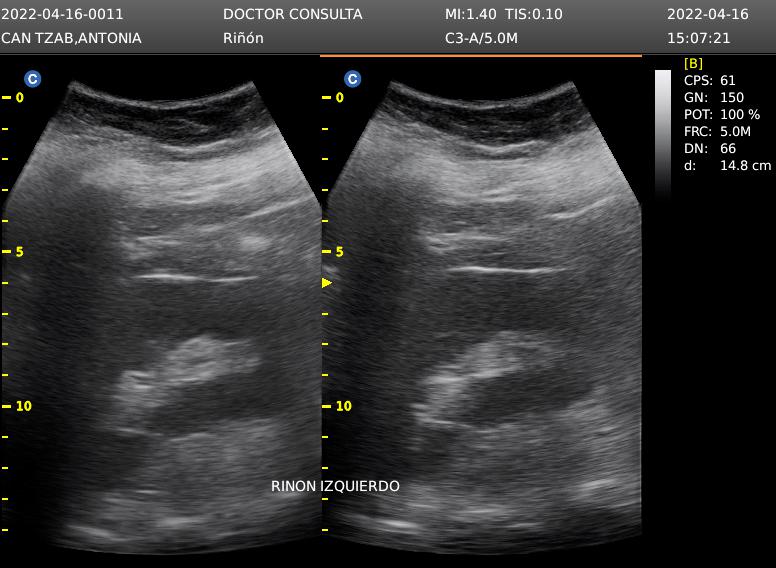 2022-04-16-0011 DOCTOR CONSULTA MI:1.40 TIS:0.10 2022-04-16
CAN TZAB,ANTONIA Riñón C3-A/5.0M 15:07:21
[B]
C C CPS: 61
0 0 GN: 150
POT: 100 %
FRC: 5.0M
DN: 66
d: 14.8 cm
5 5
10 10
RINON IZQUIERDO